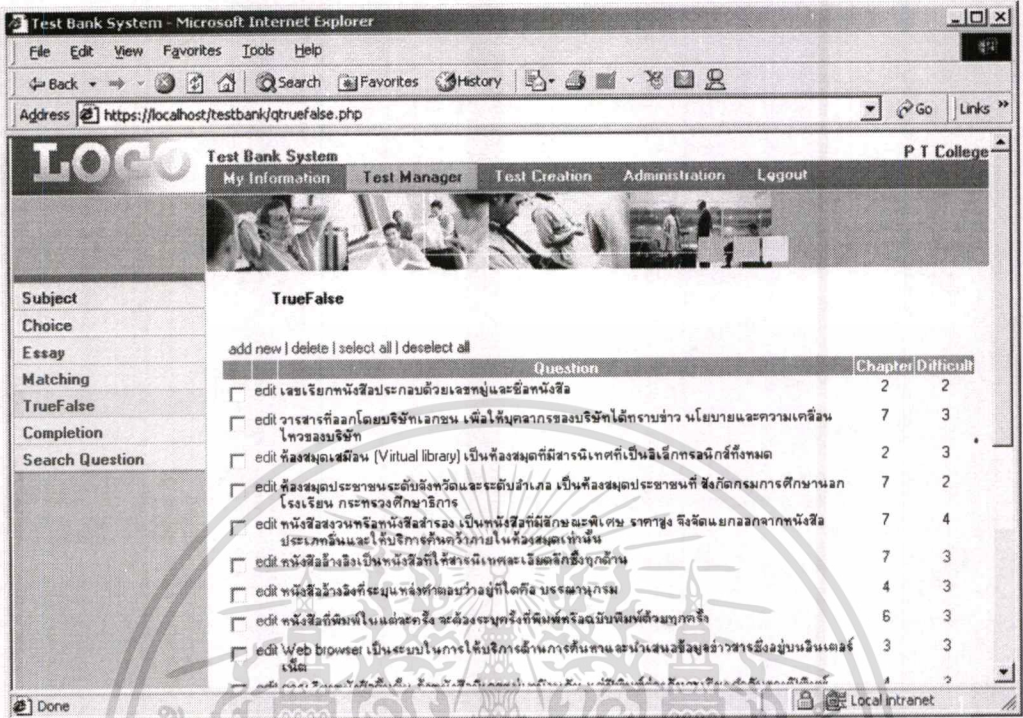 Test Bank System - Microsoft Internet Explorer
File Edit View Favorites Tools Help
Back Search Favorites History
Address https://localhost/testbank/qtruefalse.php Go Links »
LOGO Test Bank System P T College
My Information Test Manager Test Creation Administration Logout
Subject
Choice
Essay
Matching
TrueFalse
Completion
Search Question
TrueFalse
add new | delete | select all | deselect all
Question Chapter Difficult
edit เลขเรียกหนังสือประกอบด้วยเลขหมู่และชื่อหนังสือ 2 2
edit วารสารที่ออกโดยบริษัทเอกชน เพื่อให้บุคลากรของบริษัทได้ทราบข่าว นโยบายและความเคลื่อน 7 3
ไหวของบริษัท
edit ห้องสมุดเสมือน (Virtual library) เป็นห้องสมุดที่มีสารนิเทศที่เป็นอิเล็กทรอนิกส์ทั้งหมด 2 3
edit ห้องสมุดประชาชนระดับจังหวัดและระดับอำเภอ เป็นห้องสมุดประชาชนที่ สังกัดกรมการศึกษานอก 7 2
โรงเรียน กระทรวงศึกษาธิการ
edit หนังสือสงวนหรือหนังสือสำรอง เป็นหนังสือที่มีลักษณะพิเศษ ราคาสูง จึงจัดแยกออกจากหนังสือ 7 4
ประเภทอื่นและให้บริการค้นคว้าภายในห้องสมุดเท่านั้น
edit หนังสืออ้างอิงเป็นหนังสือที่ให้สารนิเทศละเอียดลึกซึ้งทุกด้าน 7 3
edit หนังสืออ้างอิงที่ระบุแหล่งคำตอบว่าอยู่ที่ใดคือ บรรณานุกรม 4 3
edit หนังสือที่พิมพ์ในแต่ละครั้ง จะต้องระบุครั้งที่พิมพ์หรือฉบับพิมพ์ด้วยทุกครั้ง 6 3
edit Web browser เป็นระบบในการให้บริการด้านการค้นหาและนำเสนอข้อมูลข่าวสารซึ่งอยู่บนอินเตอร์ 3 3
เน็ต
Done Local intranet